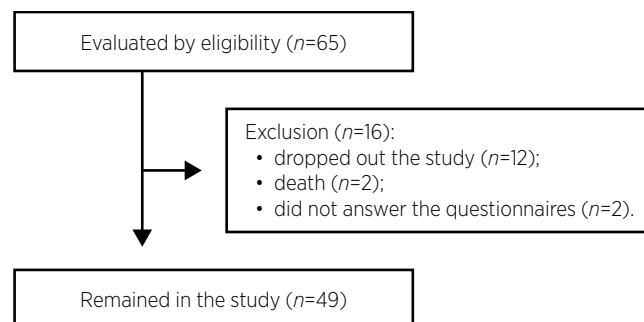 Evaluated by eligibility (n=65)
Exclusion (n=16):
• dropped out the study (n=12);
• death (n=2);
• did not answer the questionnaires (n=2).
Remained in the study (n=49)